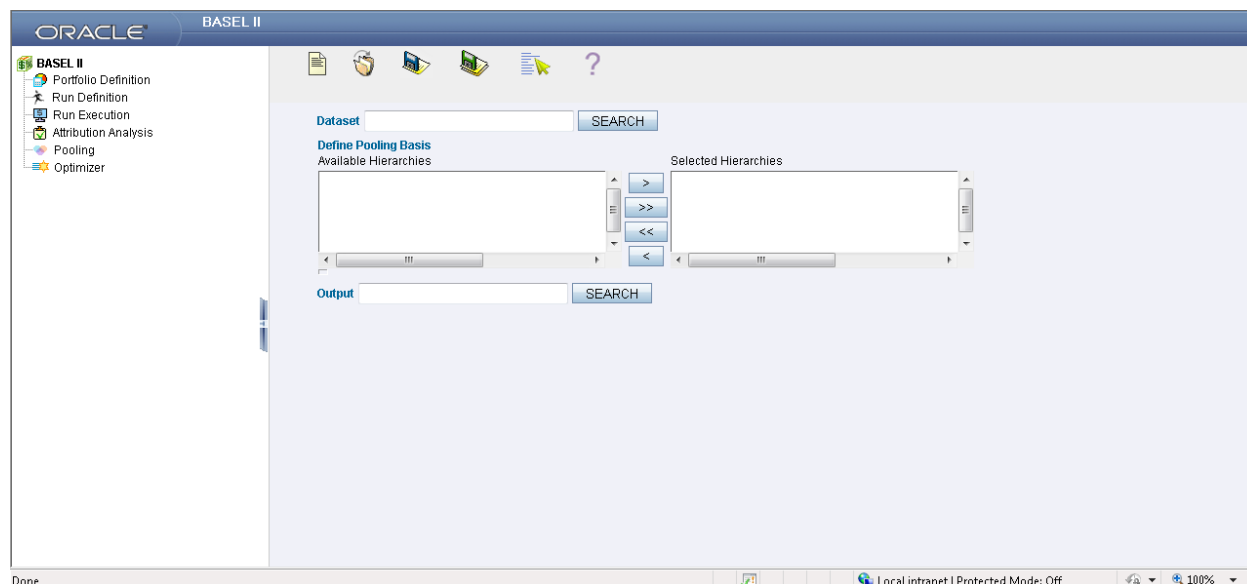 ORACLE
BASEL II
BASEL II
Portfolio Definition
Run Definition
Run Execution
Attribution Analysis
Pooling
Optimizer
?
Dataset SEARCH
Define Pooling Basis
Available Hierarchies Selected Hierarchies
>
>>
<<
<
Output SEARCH
Done Local intranet | Protected Mode: Off 100%